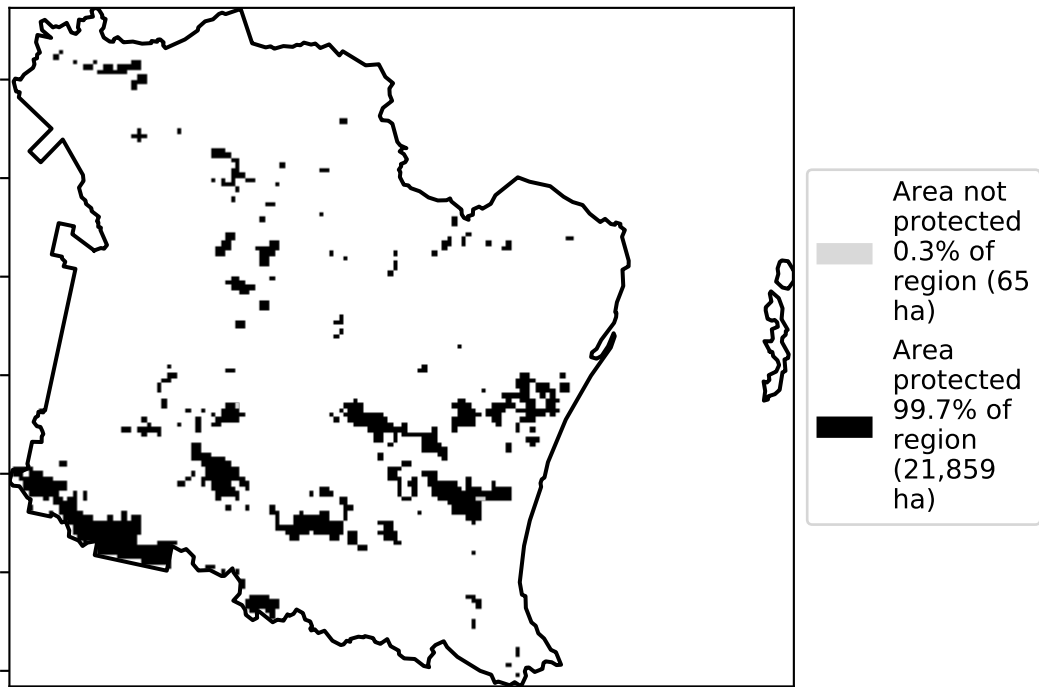 Area not
protected
0.3% of
region (65
ha)
Area
protected
99.7% of
region
(21,859
ha)